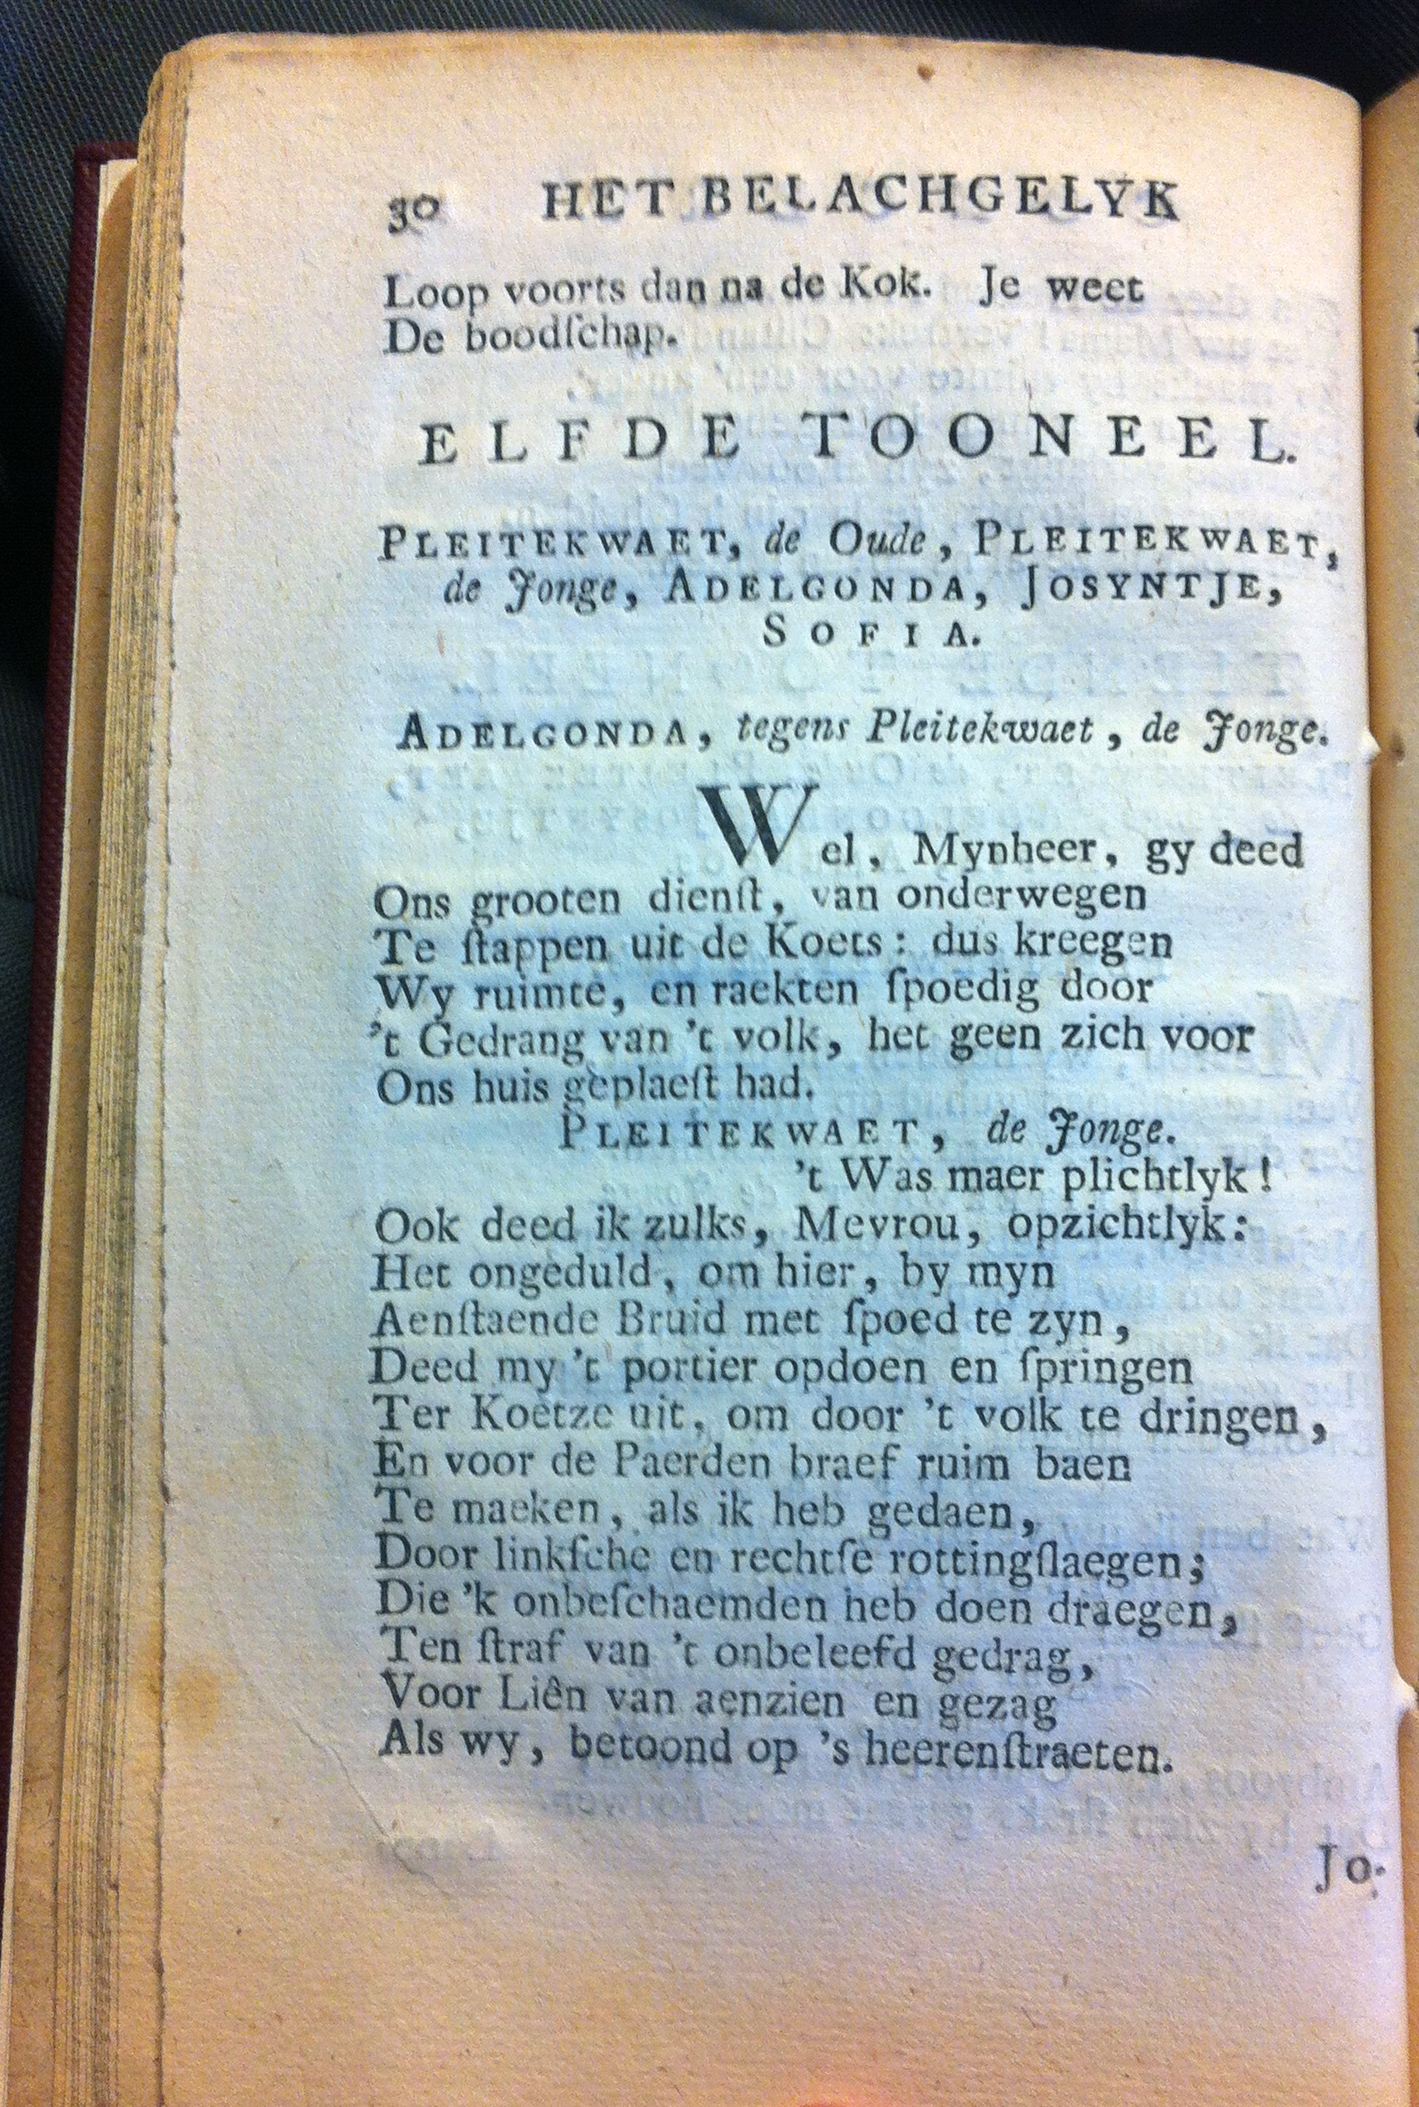 30 HET BELACHGELYK
Loop voorts dan na de Kok. Je weet
De boodſchap.
ELFDE TOONEEL.
PLEITEKWAET, de Oude, PLEITEKWAET,
de Jonge, ADELGONDA, JOSYNTJE,
SOFIA.
ADELGONDA, tegens Pleitekwaet, de Jonge.
Wel, Mynheer, gy deed
Ons grooten dienſt, van onderwegen
Te ſtappen uit de Koets: dus kreegen
Wy ruimte, en raekten ſpoedig door
't Gedrang van 't volk, het geen zich voor
Ons huis geplaeſt had.
PLEITEKWAET, de Jonge.
't Was maer plichtlyk!
Ook deed ik zulks, Mevrou, opzichtlyk:
Het ongeduld, om hier, by myn
Aenſtaende Bruid met ſpoed te zyn,
Deed my 't portier opdoen en ſpringen
Ter Koetze uit, om door 't volk te dringen,
En voor de Paerden braef ruim baen
Te maeken, als ik heb gedaen,
Door linkſche en rechtſe rottingſlaegen;
Die 'k onbeſchaemden heb doen draegen,
Ten ſtraf van 't onbeleefd gedrag,
Voor Liên van aenzien en gezag
Als wy, betoond op 's heerenſtraeten.
Jo-